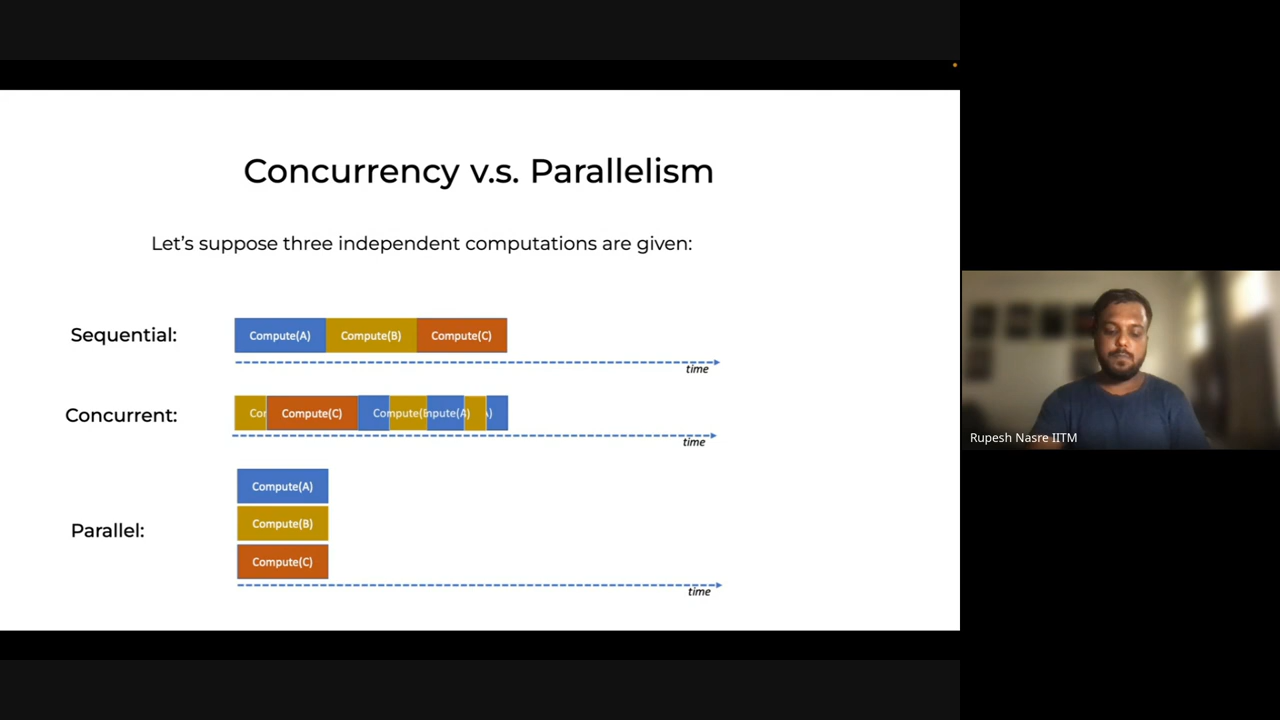 Concurrency v.s. Parallelism
Let's suppose three independent computations are given:
Sequential:
Compute(A) Compute(B) Compute(C)
time
Concurrent:
Compute(C)
time
Parallel:
Compute(A)
Compute(B)
Compute(C)
time
Rupesh Nasre IITM